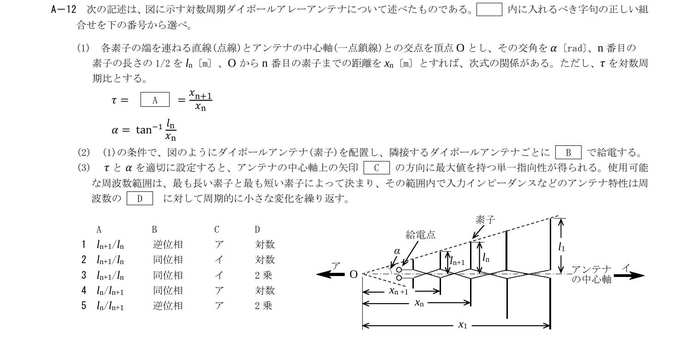 A－12 次の記述は、図に示す対数周期ダイポールアレーアンテナについて述べたものである。 内に入れるべき字句の正しい組
合せを下の番号から選べ。
(1) 各素子の端を連ねる直線(点線)とアンテナの中心軸(一点鎖線)との交点を頂点 O とし、その交角を α〔rad〕、n 番目の
素子の長さの 1/2 を ln〔m〕、O から n 番目の素子までの距離を xn〔m〕とすれば、次式の関係がある。ただし、τ を対数周
期比とする。
τ = A = xn+1/xn
α = tan⁻¹ ln/xn
(2) (1)の条件で、図のようにダイポールアンテナ(素子)を配置し、隣接するダイポールアンテナごとに B で給電する。
(3) τ と α を適切に設定すると、アンテナの中心軸上の矢印 C の方向に最大値を持つ単一指向性が得られる。使用可能
な周波数範囲は、最も長い素子と最も短い素子によって決まり、その範囲内で入力インピーダンスなどのアンテナ特性は周
波数の D に対して周期的に小さな変化を繰り返す。
A B C D
1 ln+1/ln 逆位相 ア 対数
2 ln+1/ln 同位相 イ 対数
3 ln+1/ln 同位相 イ 2乗
4 ln/ln+1 同位相 ア 対数
5 ln/ln+1 逆位相 ア 2乗
素子
給電点
α
ln+1
ln
l1
ア
O
アンテナ
の中心軸
イ
xn+1
xn
x1